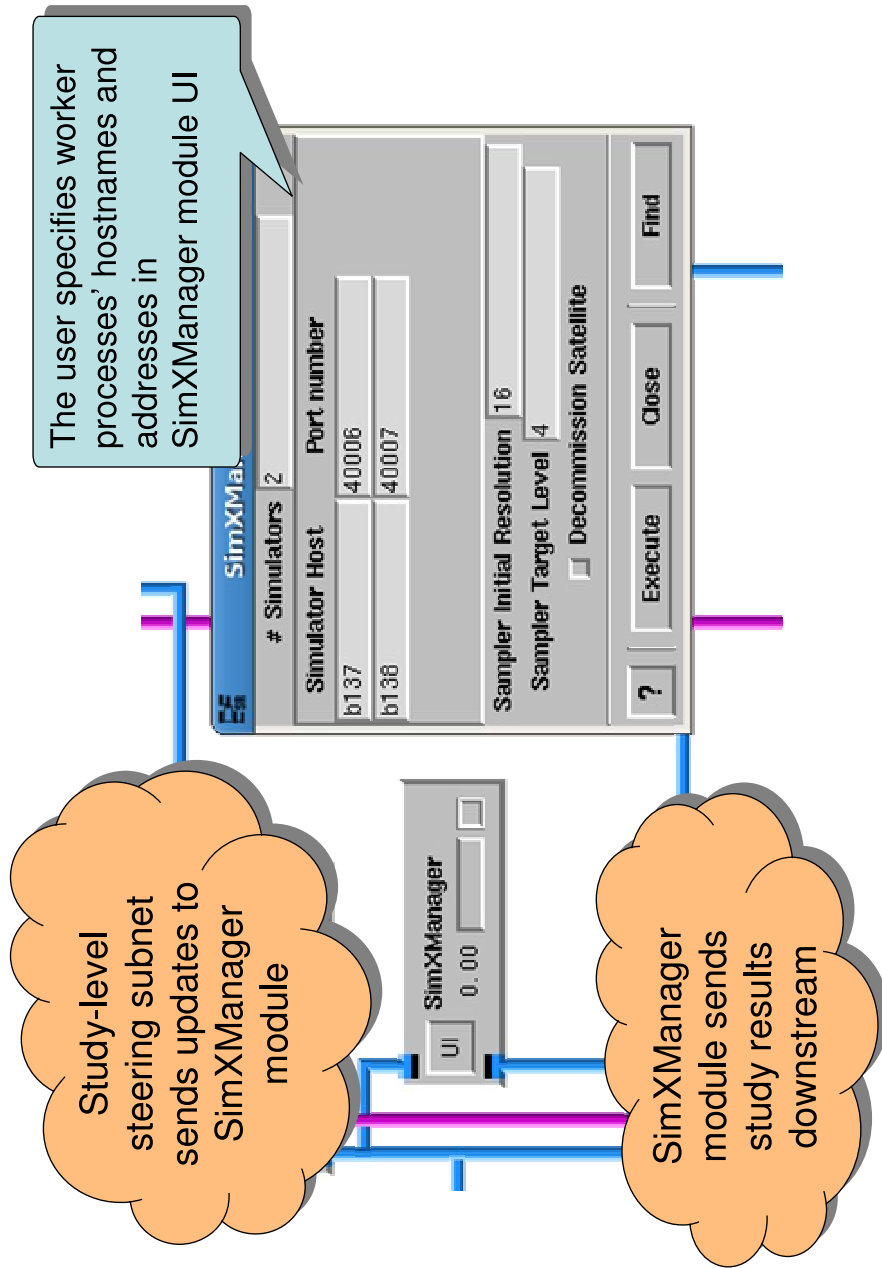 Study-level
steering subnet
sends updates to
SimXManager
module
The user specifies worker
processes’ hostnames and
addresses in
SimXManager module UI
SimXMa
# Simulators 2
Simulator Host Port number
b137 40006
b138 40007
Sampler Initial Resolution 16
Sampler Target Level 4
Decommission Satellite
? Execute Close Find
SimXManager
UI 0.00
SimXManager
module sends
study results
downstream